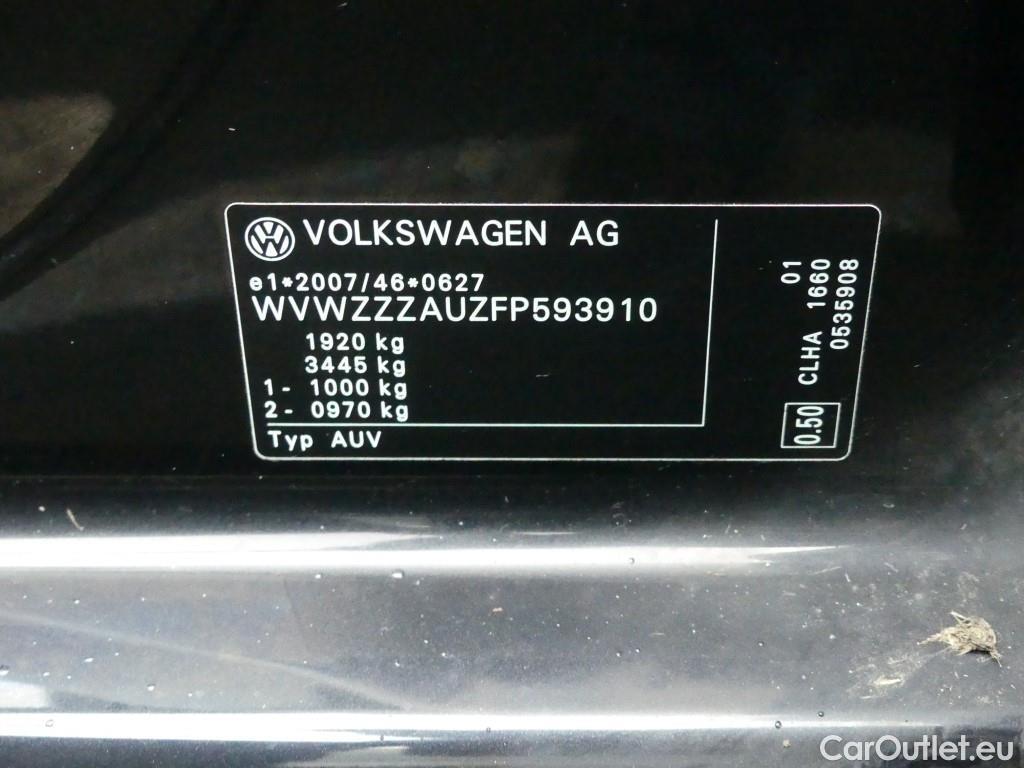 VOLKSWAGEN AG
e1*2007/46*0627
WVWZZZAUZFP593910
1920 kg
3445 kg
1- 1000 kg
2- 0970 kg
Typ AUV
01
CLHA 1660
0535908
0.50
CarOutlet.eu